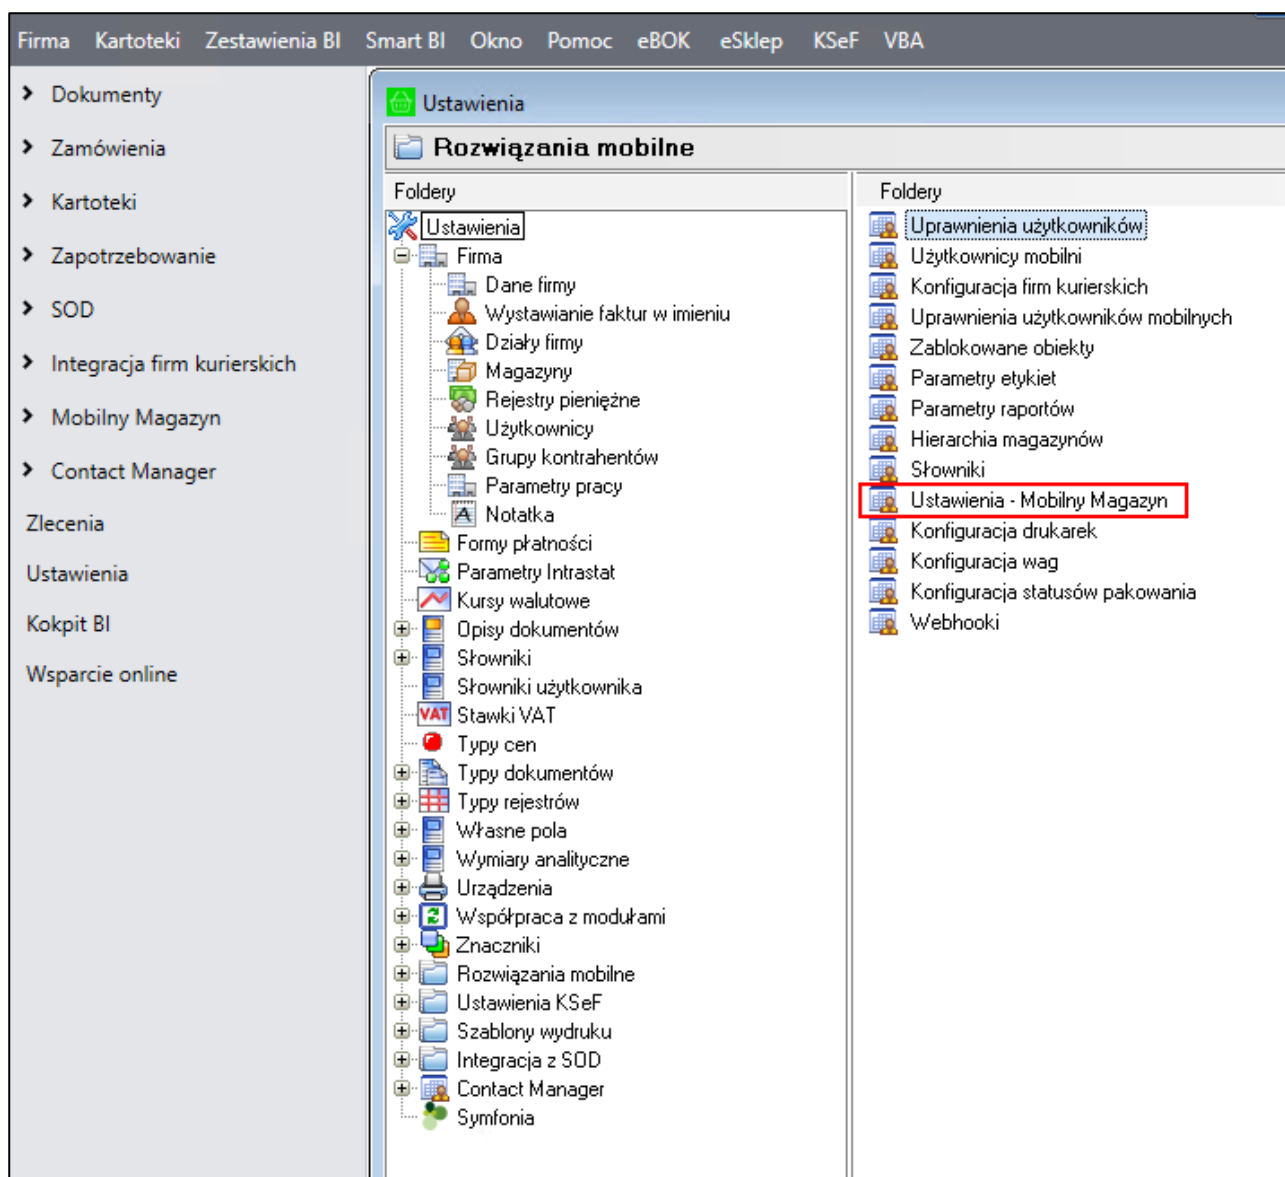 Firma Kartoteki Zestawienia BI Smart BI Okno Pomoc eBOK eSklep KSeF VBA
Dokumenty
Zamówienia
Kartoteki
Zapotrzebowanie
SOD
Integracja firm kurierskich
Mobilny Magazyn
Contact Manager
Zlecenia
Ustawienia
Kokpit BI
Wsparcie online
Ustawienia
Rozwiązania mobilne
Foldery
Ustawienia
Firma
Dane firmy
Wystawianie faktur w imieniu
Działy firmy
Magazyny
Rejestry pieniężne
Użytkownicy
Grupy kontrahentów
Parametry pracy
Notatka
Formy płatności
Parametry Intrastat
Kursy walutowe
Opisy dokumentów
Słowniki
Słowniki użytkownika
VAT Stawki VAT
Typy cen
Typy dokumentów
Typy rejestrów
Własne pola
Wymiary analityczne
Urządzenia
Współpraca z modułami
Znaczniki
Rozwiązania mobilne
Ustawienia KSeF
Szablony wydruku
Integracja z SOD
Contact Manager
Symfonia
Foldery
Uprawnienia użytkowników
Użytkownicy mobilni
Konfiguracja firm kurierskich
Uprawnienia użytkowników mobilnych
Zablokowane obiekty
Parametry etykiet
Parametry raportów
Hierarchia magazynów
Słowniki
Ustawienia - Mobilny Magazyn
Konfiguracja drukarek
Konfiguracja wag
Konfiguracja statusów pakowania
Webhooki